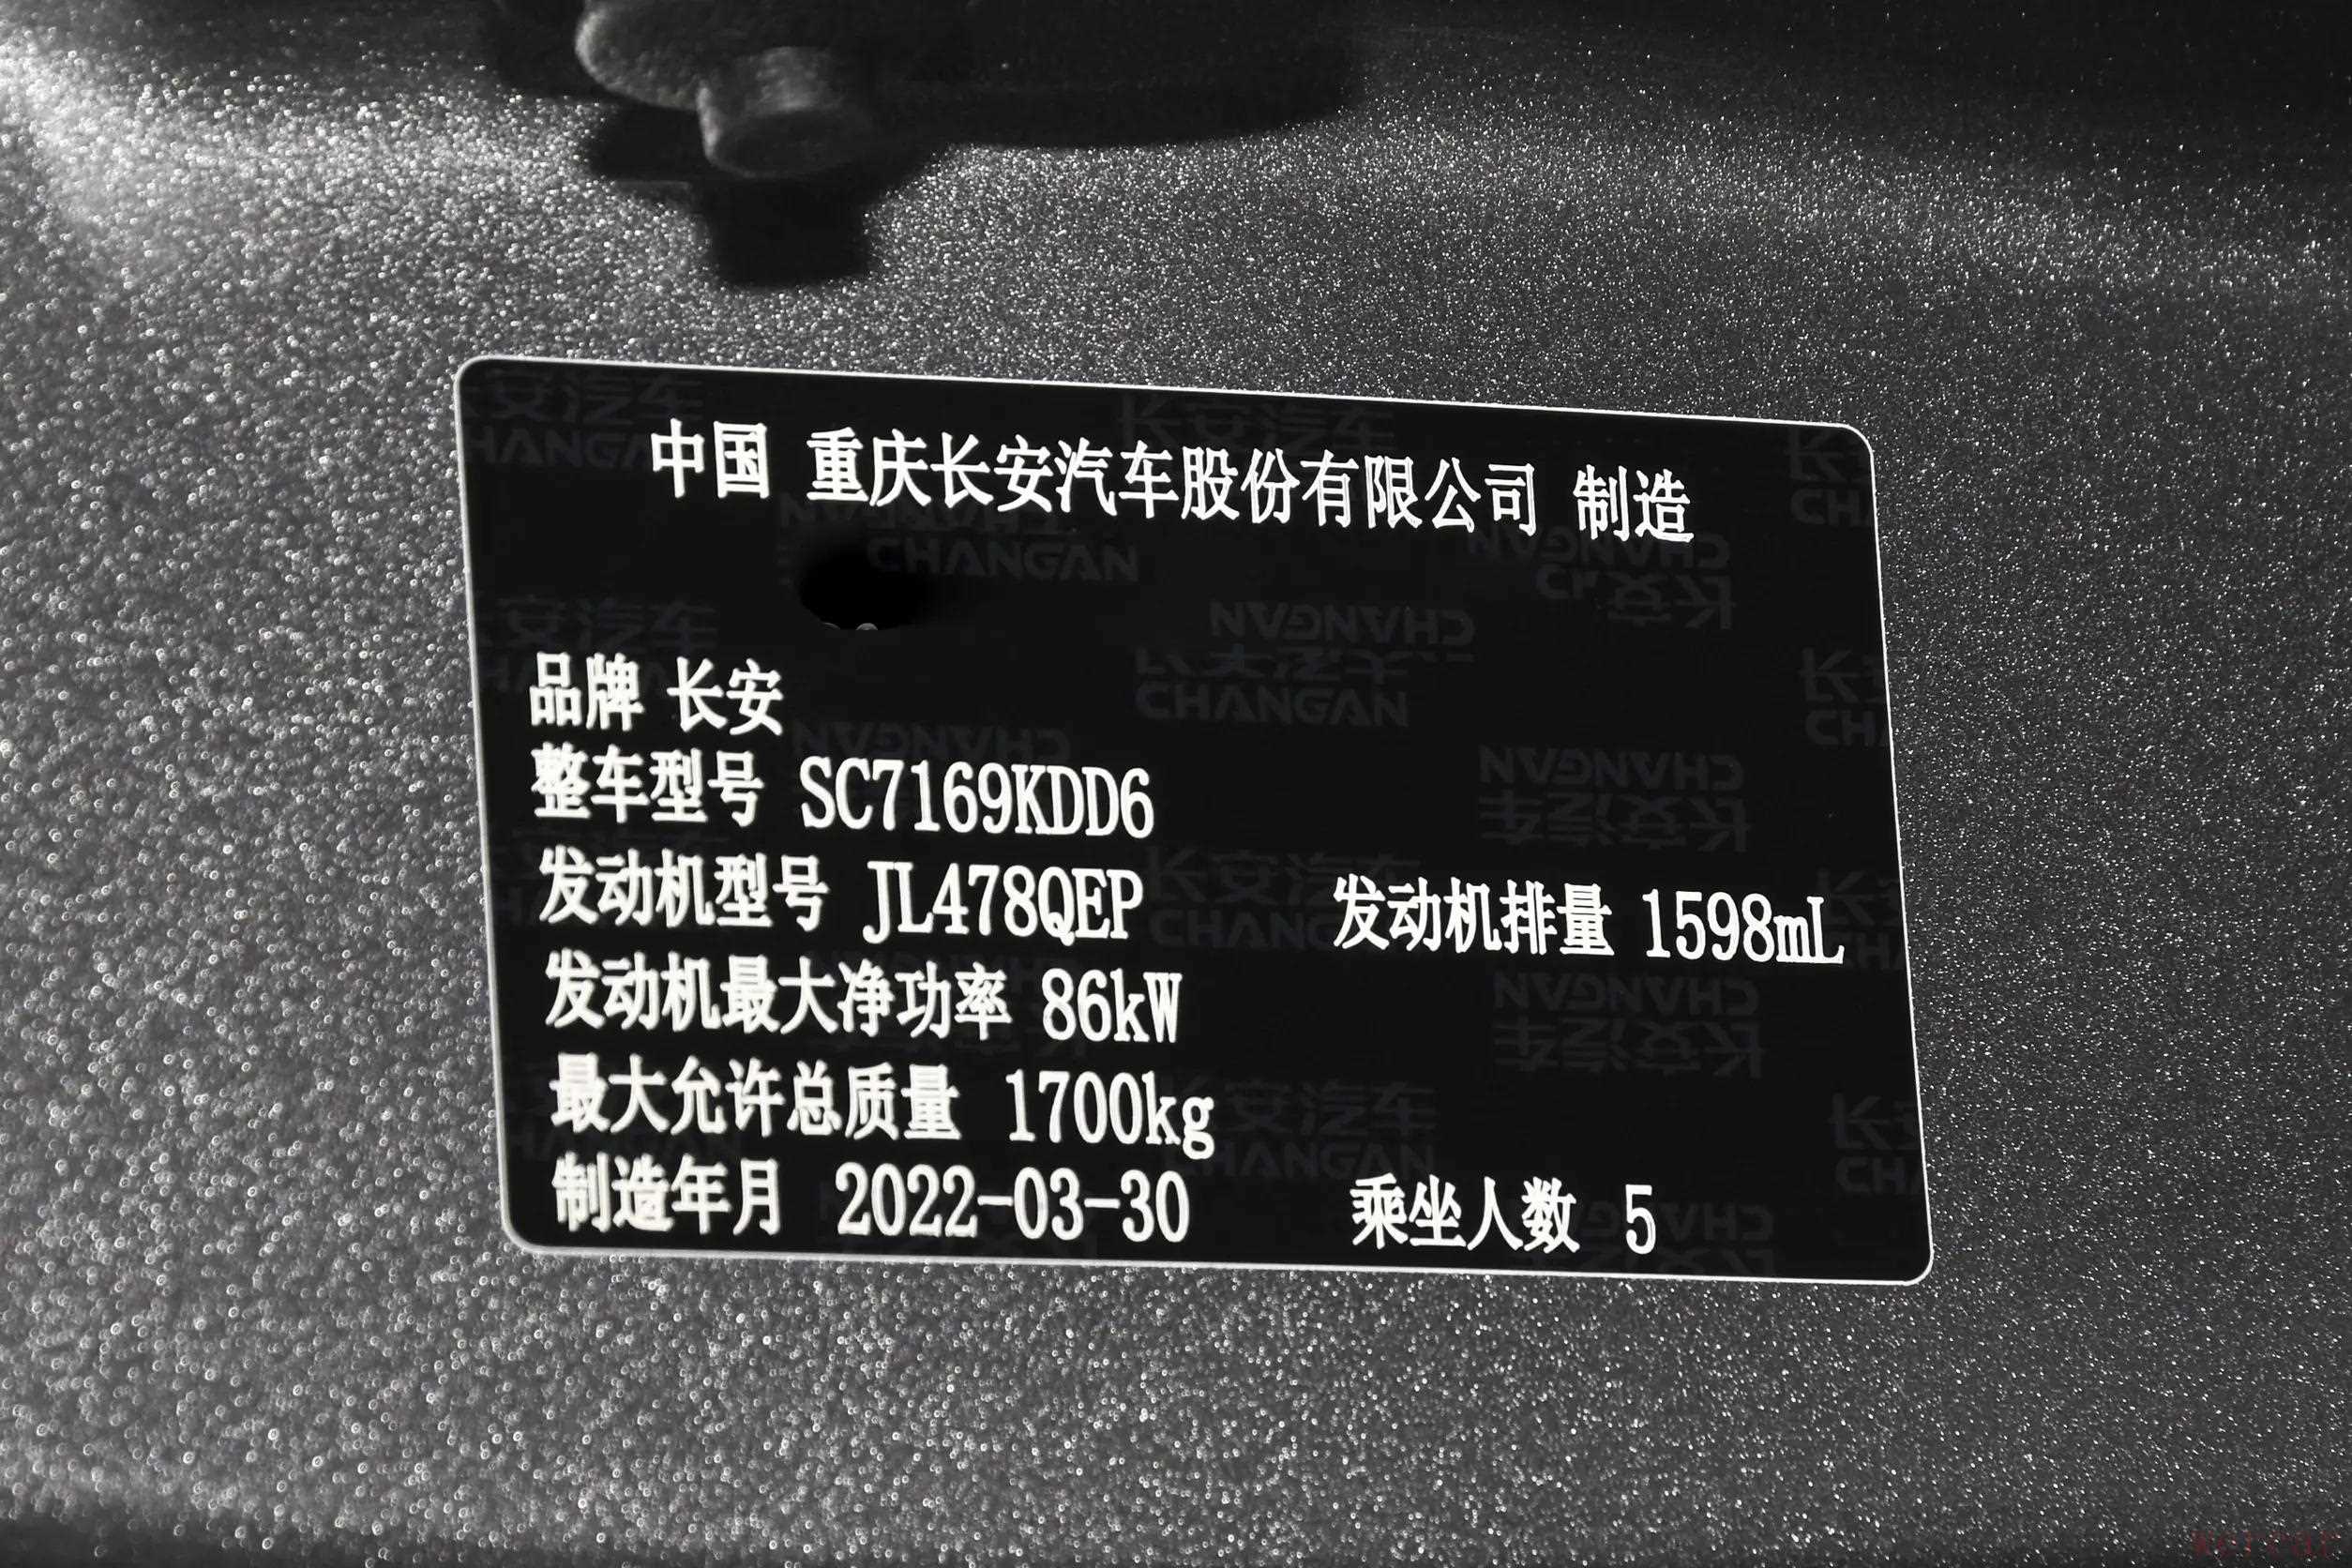 中国 重庆长安汽车股份有限公司 制造
品牌 长安
整车型号 SC7169KDD6
发动机型号 JL478QEP 发动机排量 1598mL
发动机最大净功率 86kW
最大允许总质量 1700kg
制造年月 2022-03-30 乘坐人数 5